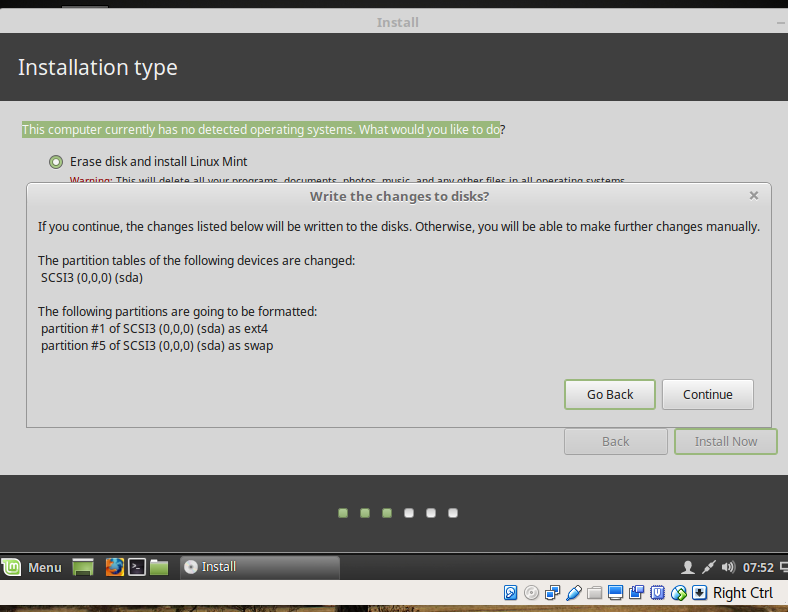 Install
Installation type
This computer currently has no detected operating systems. What would you like to do?
Erase disk and install Linux Mint
Warning: This will delete all your programs, documents, photos, music, and any other files in all operating systems.
Write the changes to disks?
If you continue, the changes listed below will be written to the disks. Otherwise, you will be able to make further changes manually.
The partition tables of the following devices are changed:
SCSI3 (0,0,0) (sda)
The following partitions are going to be formatted:
partition #1 of SCSI3 (0,0,0) (sda) as ext4
partition #5 of SCSI3 (0,0,0) (sda) as swap
Go Back Continue
Back Install Now
Menu Install 07:52
Right Ctrl